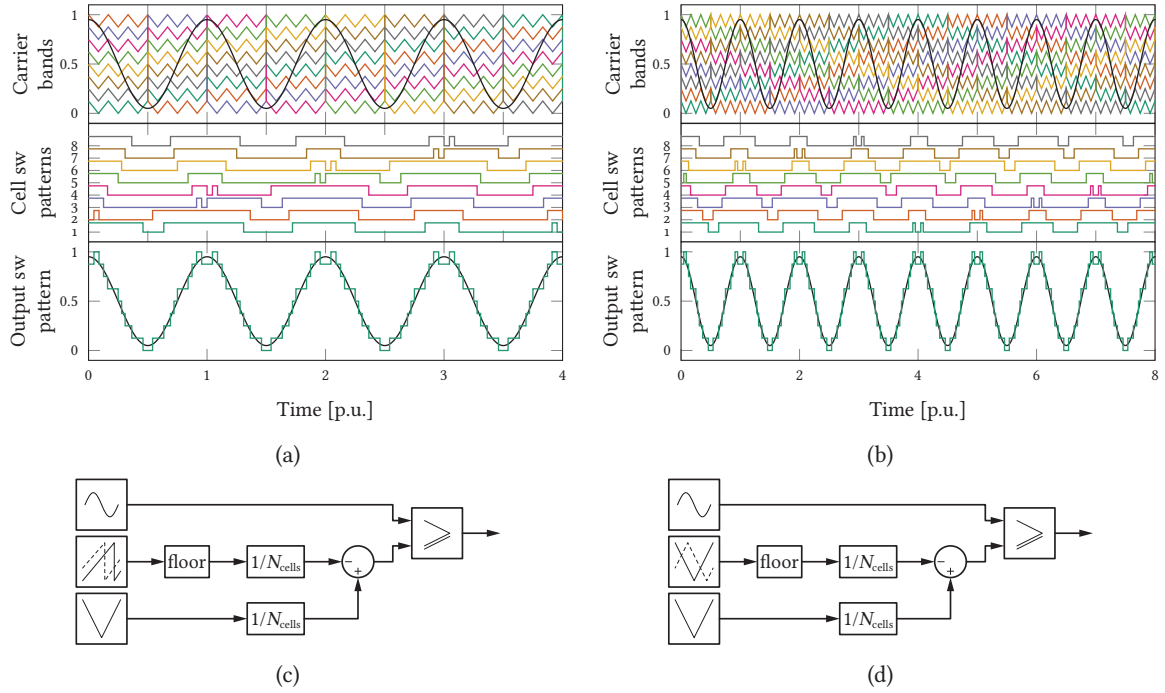 Carrier
bands
1
0.5
0
Cell sw
patterns
8
7
6
5
4
3
2
1
Output sw
pattern
1
0.5
0
0 1 2 3 4
Time [p.u.]
(a)
Carrier
bands
1
0.5
0
Cell sw
patterns
8
7
6
5
4
3
2
1
Output sw
pattern
1
0.5
0
0 2 4 6 8
Time [p.u.]
(b)
floor 1/Ncells - +
1/Ncells
(c)
floor 1/Ncells - +
1/Ncells
(d)